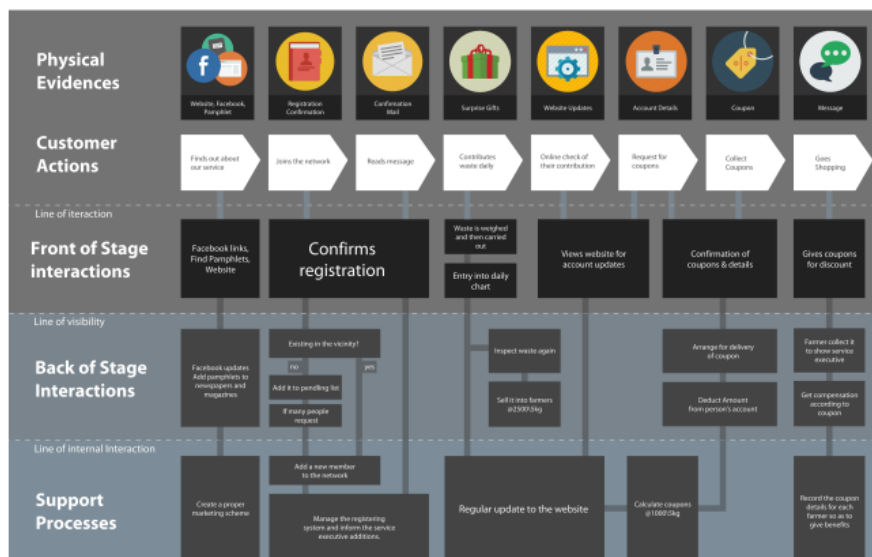 Physical
Evidences
Website, Facebook,
Pamphlet
Registration
Confirmation
Confirmation
Mail
Surprise Gifts
Website Updates
Account Details
Coupon
Message
Customer
Actions
Finds out about
our service
Joins the network
Reads message
Contributes
waste daily
Online check of
their contribution
Request for
coupons
Collect
Coupons
Goes
Shopping
Line of iteraction
Front of Stage
interactions
Facebook links,
Find Pamphlets,
Website
Confirms
registration
Waste is weighed
and then carried
out
Entry into daily
chart
Views website for
account updates
Confirmation of
coupons & details
Gives coupons
for discount
Line of visibility
Back of Stage
Interactions
Facebook updates
Add pamphlets to
newspapers and
magazines
Existing in the vicinity?
no
yes
Add it to pendling list
If many people
request
Inspect waste again
Sell it into farmers
@2500\5kg
Arrange for delivery
of coupon
Deduct Amount
from person's account
Farmer collect it
to show service
executive
Get compensation
according to
coupon
Line of internal Interaction
Support
Processes
Create a proper
marketing scheme
Add a new member
to the network
Manage the registering
system and inform the service
executive additions.
Regular update to the website
Calculate coupons
@1000\5kg
Record the coupon
details for each
farmer so as to
give benefits